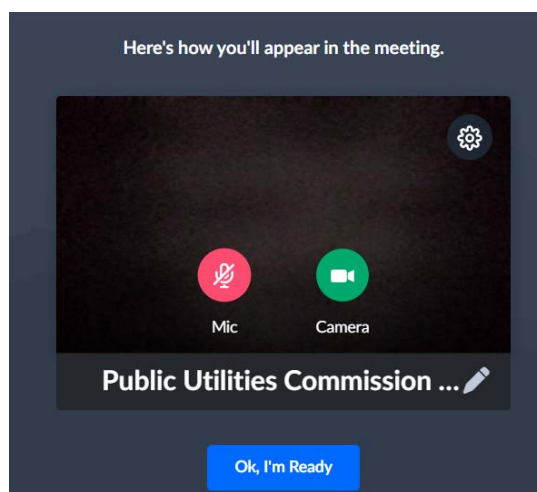 Here's how you'll appear in the meeting.
Mic Camera
Public Utilities Commission ...
Ok, I'm Ready